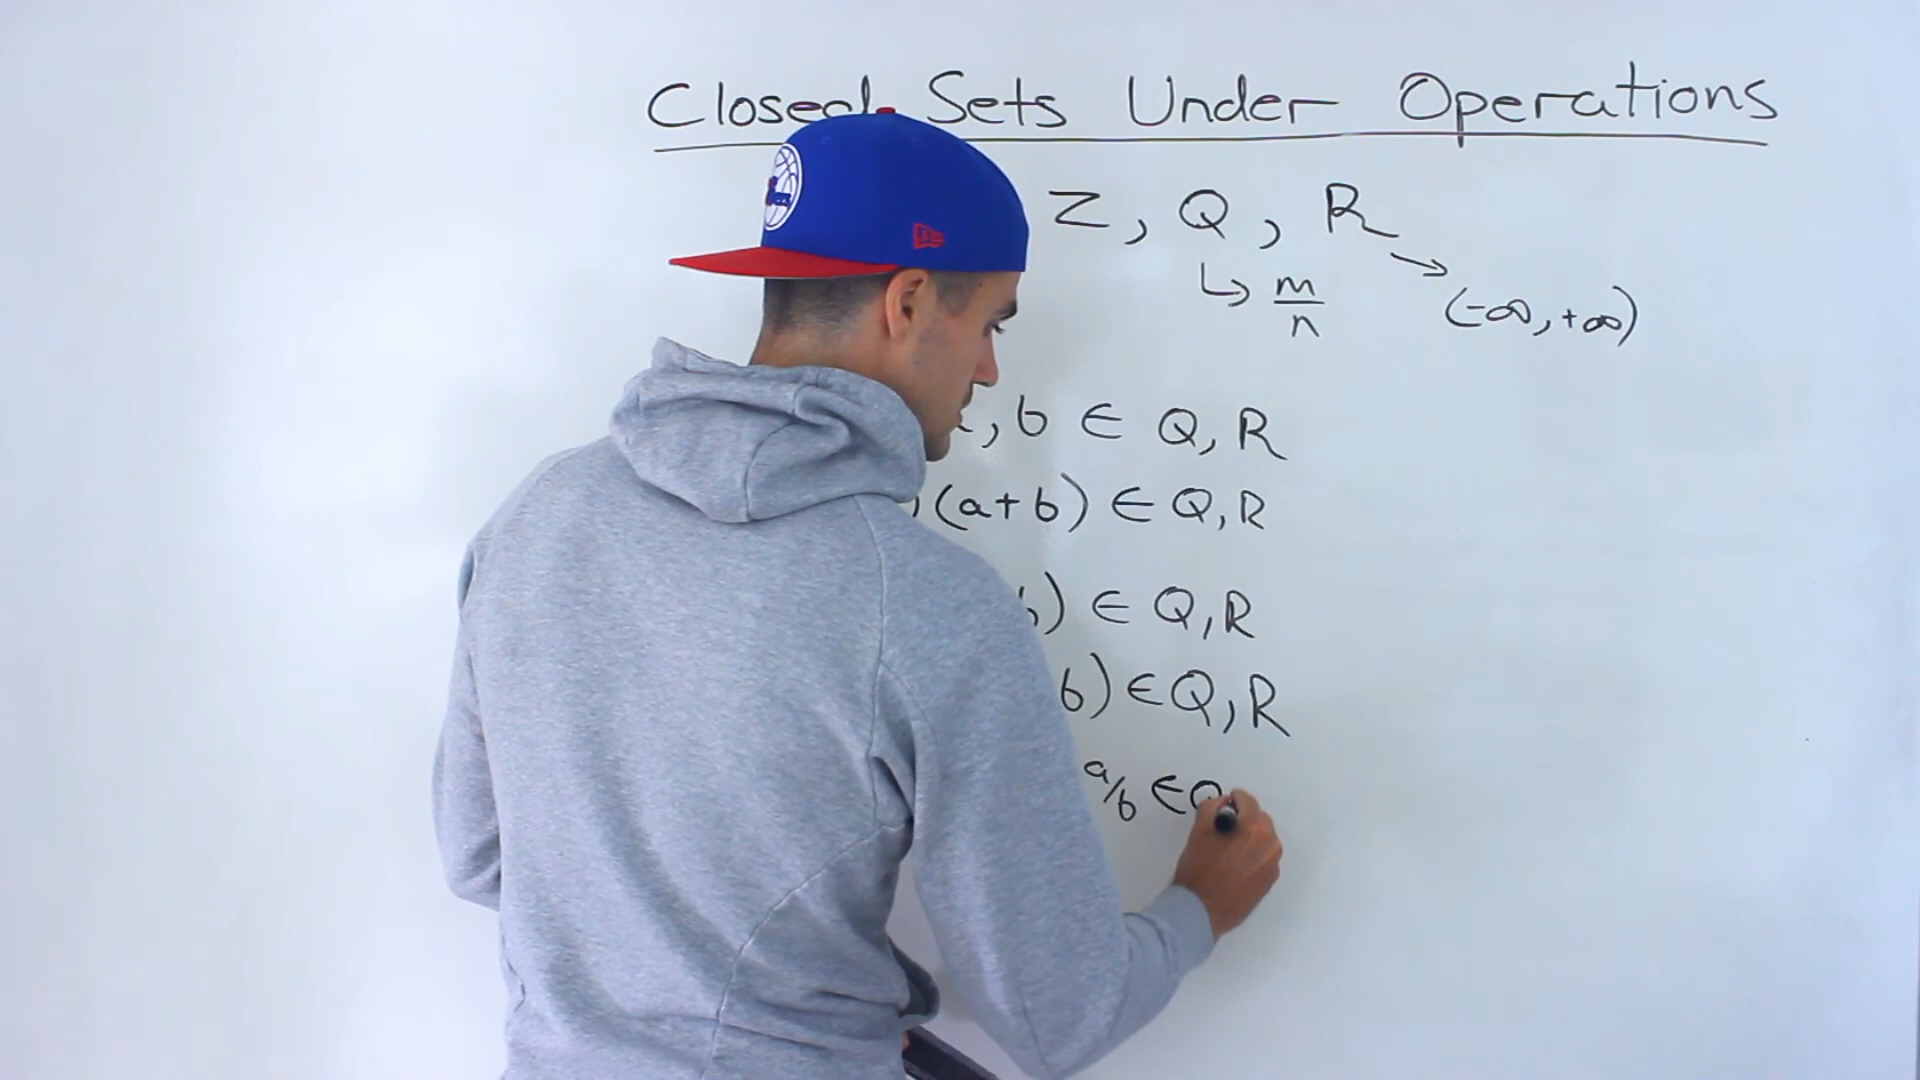 Closed Sets Under Operations
Z, Q, R
m/n
(-∞, +∞)
, b ∈ Q, R
(a+b) ∈ Q, R
) ∈ Q, R
b) ∈ Q, R
a/b ∈ Q